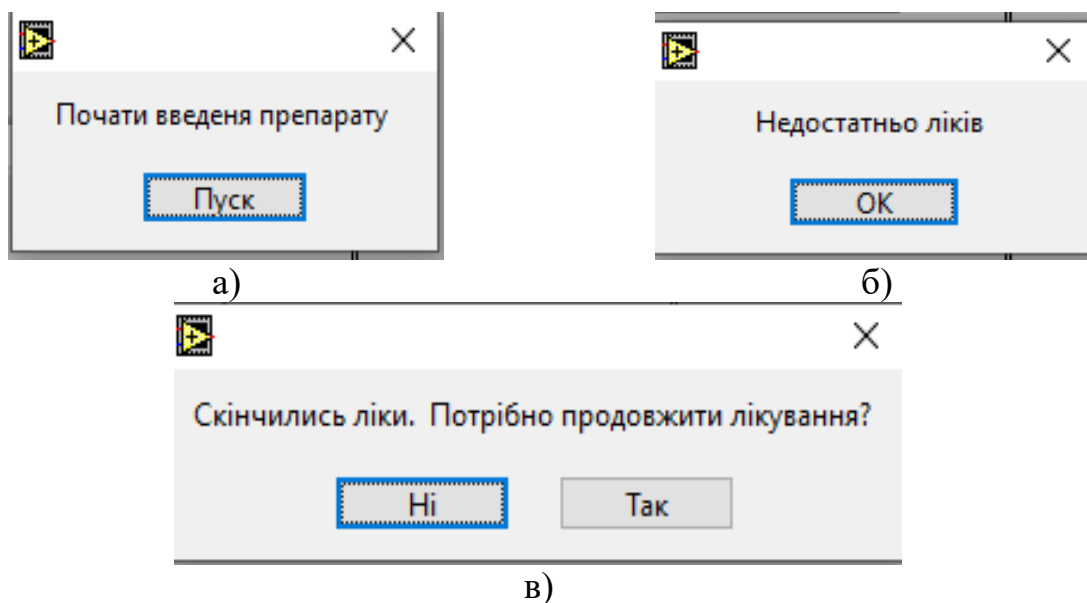 Почати введеня препарату
Пуск
Недостатньо ліків
OK
а)
б)
Скінчились ліки. Потрібно продовжити лікування?
Ні
Так
в)